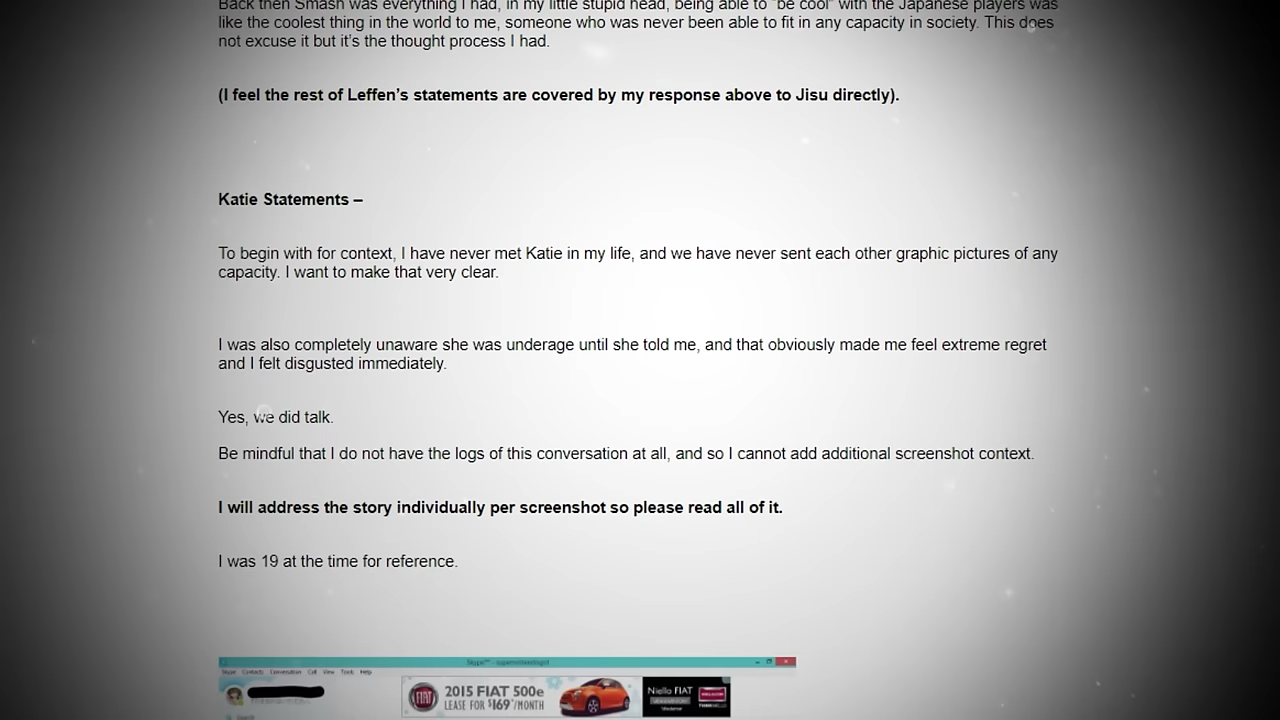 Back then Smash was everything I had, in my little stupid head, being able to "be cool" with the Japanese players was
like the coolest thing in the world to me, someone who was never been able to fit in any capacity in society. This does
not excuse it but it's the thought process I had.
(I feel the rest of Leffen's statements are covered by my response above to Jisu directly).
Katie Statements –
To begin with for context, I have never met Katie in my life, and we have never sent each other graphic pictures of any
capacity. I want to make that very clear.
I was also completely unaware she was underage until she told me, and that obviously made me feel extreme regret
and I felt disgusted immediately.
Yes, we did talk.
Be mindful that I do not have the logs of this conversation at all, and so I cannot add additional screenshot context.
I will address the story individually per screenshot so please read all of it.
I was 19 at the time for reference.
Skype Contacts Conversation Call View Tools Help
FIAT
2015 FIAT 500e
LEASE FOR $169*/MONTH
Niello FIAT